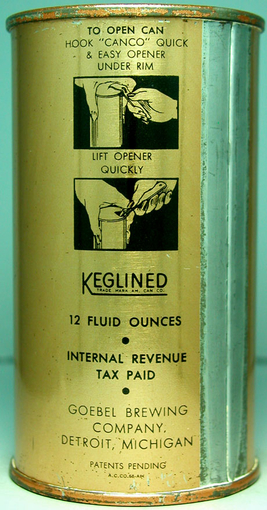 TO OPEN CAN
HOOK "CANCO" QUICK
& EASY OPENER
UNDER RIM
LIFT OPENER
QUICKLY
KEGLINED
TRADE MARK AM. CAN CO.
12 FLUID OUNCES
•
INTERNAL REVENUE
TAX PAID
•
GOEBEL BREWING
COMPANY.
DETROIT, MICHIGAN
PATENTS PENDING